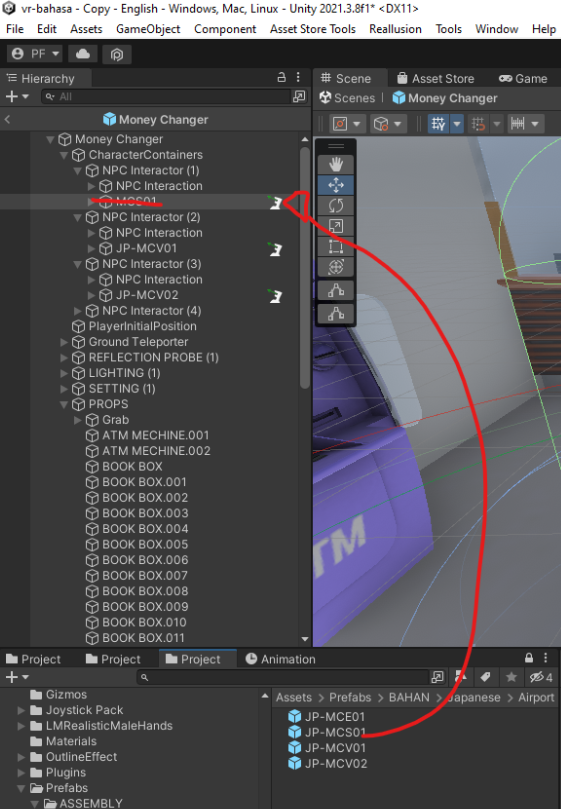 vr-bahasa - Copy - English - Windows, Mac, Linux - Unity 2021.3.8f1* <DX11>
File Edit Assets GameObject Component Asset Store Tools Reallusion Tools Window Help
PF
Hierarchy
Scene Asset Store Game
All
Scenes Money Changer
Money Changer
Money Changer
CharacterContainers
NPC Interactor (1)
NPC Interaction
MCS01
NPC Interactor (2)
NPC Interaction
JP-MCV01
NPC Interactor (3)
NPC Interaction
JP-MCV02
NPC Interactor (4)
PlayerInitialPosition
Ground Teleporter
REFLECTION PROBE (1)
LIGHTING (1)
SETTING (1)
PROPS
Grab
ATM MECHINE.001
ATM MECHINE.002
BOOK BOX
BOOK BOX.001
BOOK BOX.002
BOOK BOX.003
BOOK BOX.004
BOOK BOX.005
BOOK BOX.006
BOOK BOX.007
BOOK BOX.008
BOOK BOX.009
BOOK BOX.010
BOOK BOX.011
ATM
Project Project Project Animation
4
Gizmos
Joystick Pack
LMRealisticMaleHands
Materials
OutlineEffect
Plugins
Prefabs
ASSEMBLY
Assets > Prefabs > BAHAN > Japanese > Airport
JP-MCE01
JP-MCS01
JP-MCV01
JP-MCV02